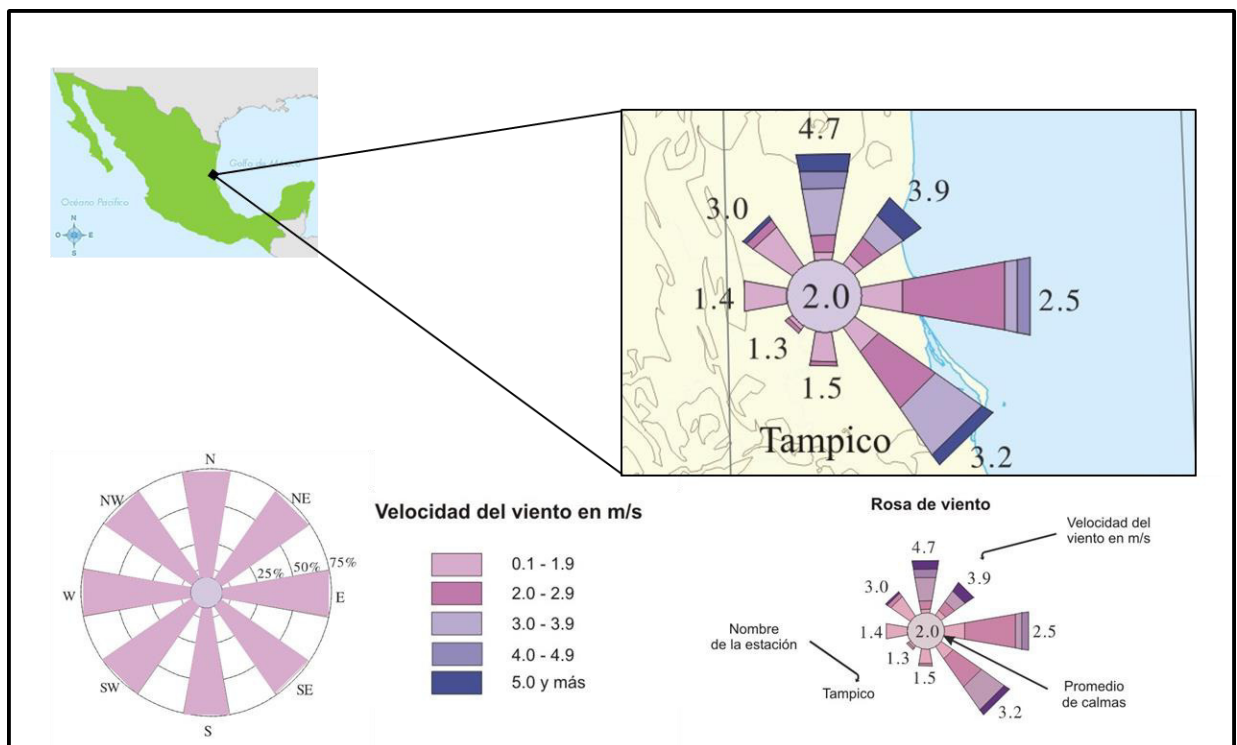 Golfo de México
Océano Pacífico
N
O
E
S
4.7
3.9
3.0
1.4
2.0
2.5
1.3
1.5
3.2
Tampico
N
NW
NE
25%
50%
75%
W
E
SW
SE
S
Velocidad del viento en m/s
0.1 - 1.9
2.0 - 2.9
3.0 - 3.9
4.0 - 4.9
5.0 y más
Rosa de viento
Velocidad del
viento en m/s
4.7
3.9
3.0
1.4
2.0
2.5
1.3
1.5
3.2
Nombre
de la estación
Tampico
Promedio
de calmas